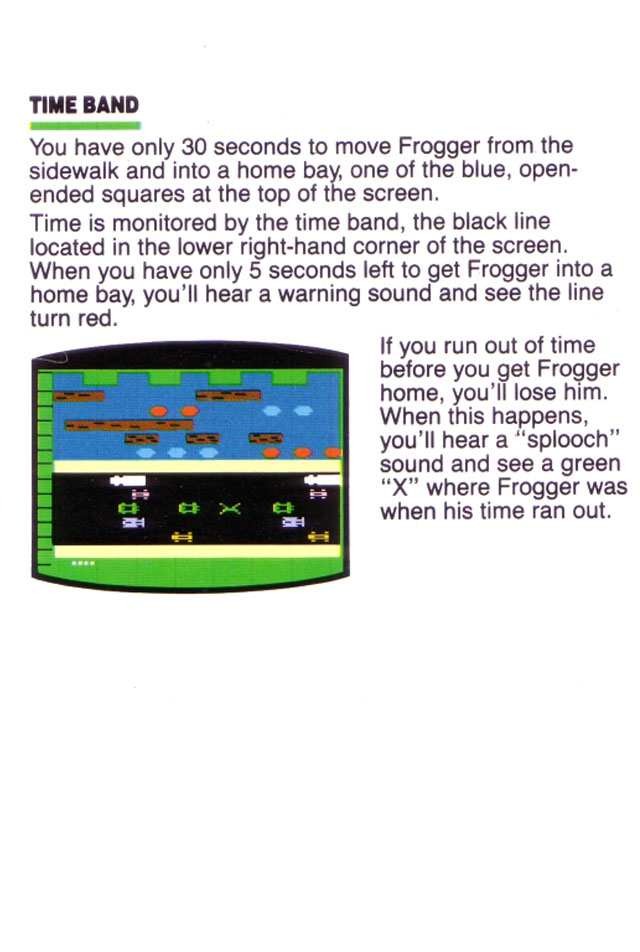 TIME BAND
You have only 30 seconds to move Frogger from the
sidewalk and into a home bay, one of the blue, open-
ended squares at the top of the screen.
Time is monitored by the time band, the black line
located in the lower right-hand corner of the screen.
When you have only 5 seconds left to get Frogger into a
home bay, you'll hear a warning sound and see the line
turn red.
If you run out of time
before you get Frogger
home, you'll lose him.
When this happens,
you'll hear a "splooch"
sound and see a green
"X" where Frogger was
when his time ran out.